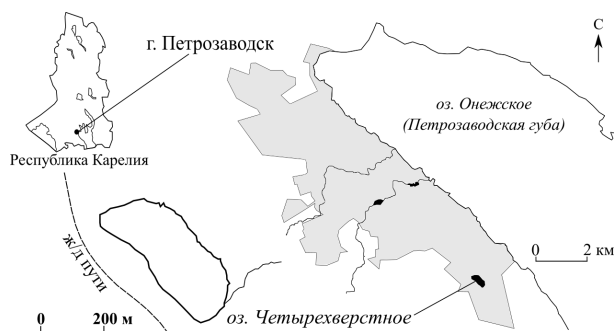 г. Петрозаводск
С
оз. Онежское
(Петрозаводская губа)
Республика Карелия
ж/д пути
0 2 км
0 200 м
оз. Четырехверстное